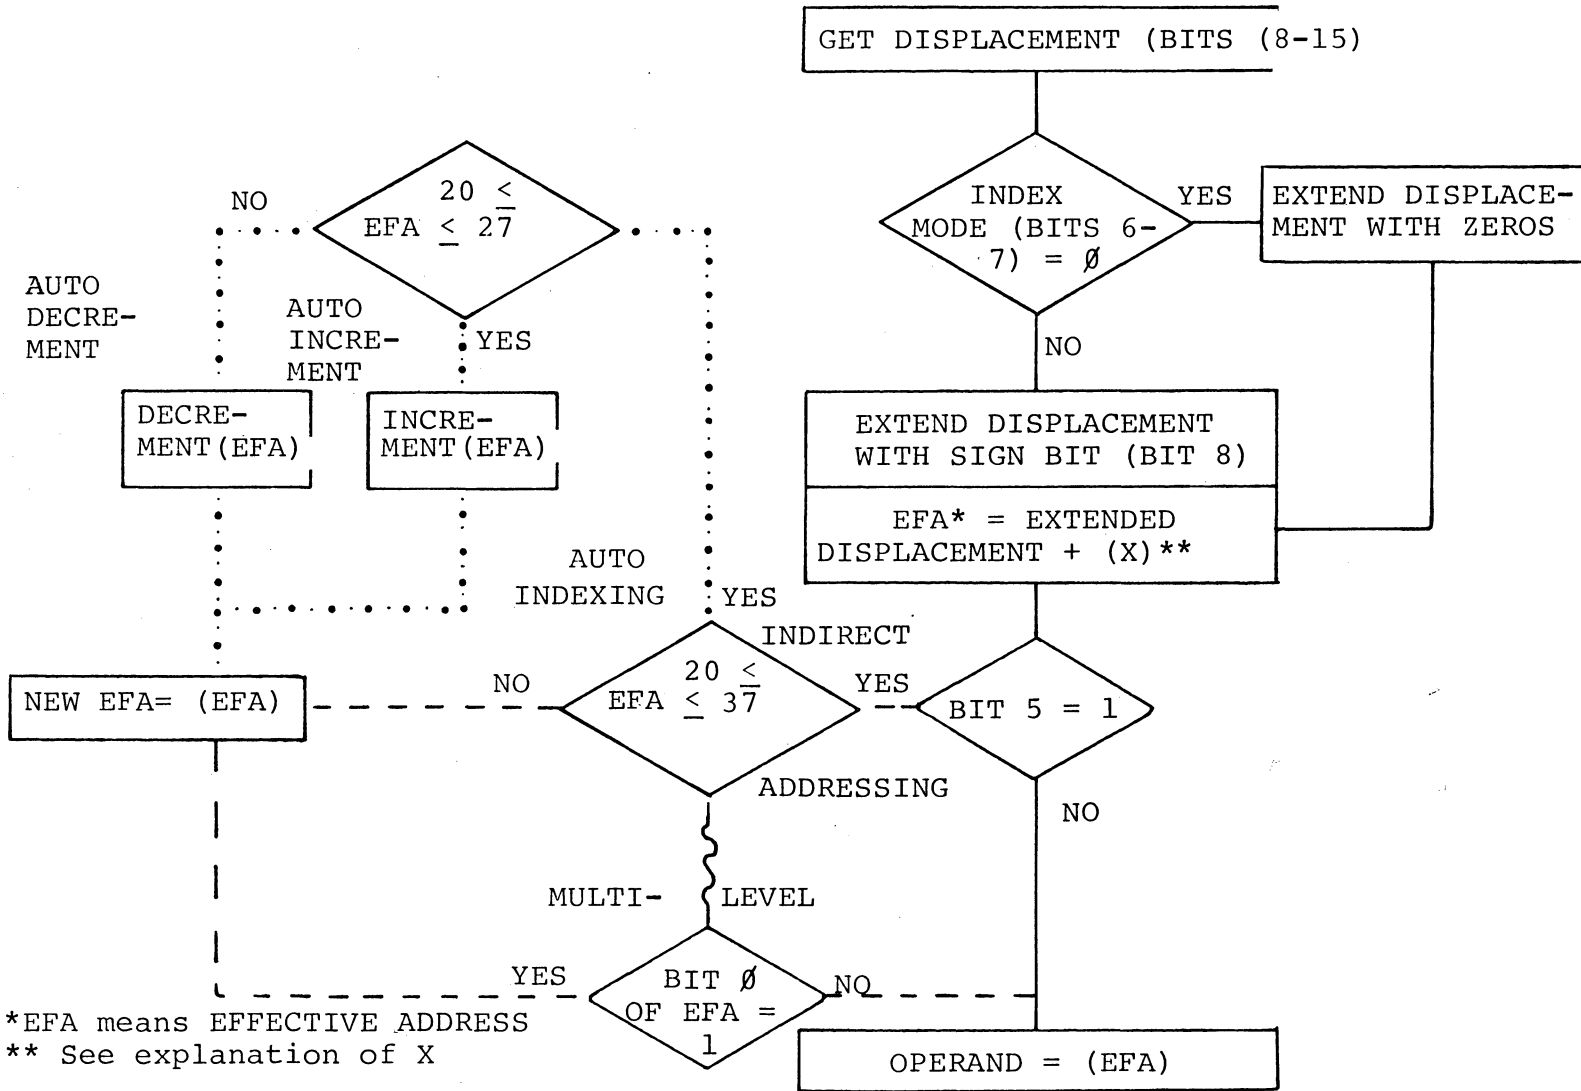 GET DISPLACEMENT (BITS (8-15)
INDEX
MODE (BITS 6-
7) = Ø
YES
EXTEND DISPLACE-
MENT WITH ZEROS
NO
EXTEND DISPLACEMENT
WITH SIGN BIT (BIT 8)
EFA* = EXTENDED
DISPLACEMENT + (X)**
20 ≤
EFA ≤ 27
NO
AUTO
DECRE-
MENT
AUTO
INCRE-
MENT
YES
DECRE-
MENT(EFA)
INCRE-
MENT(EFA)
AUTO
INDEXING
YES
INDIRECT
20 ≤
EFA ≤ 37
NO
YES
BIT 5 = 1
NEW EFA= (EFA)
ADDRESSING
NO
MULTI-
LEVEL
YES
BIT Ø
OF EFA =
1
NO
*EFA means EFFECTIVE ADDRESS
** See explanation of X
OPERAND = (EFA)